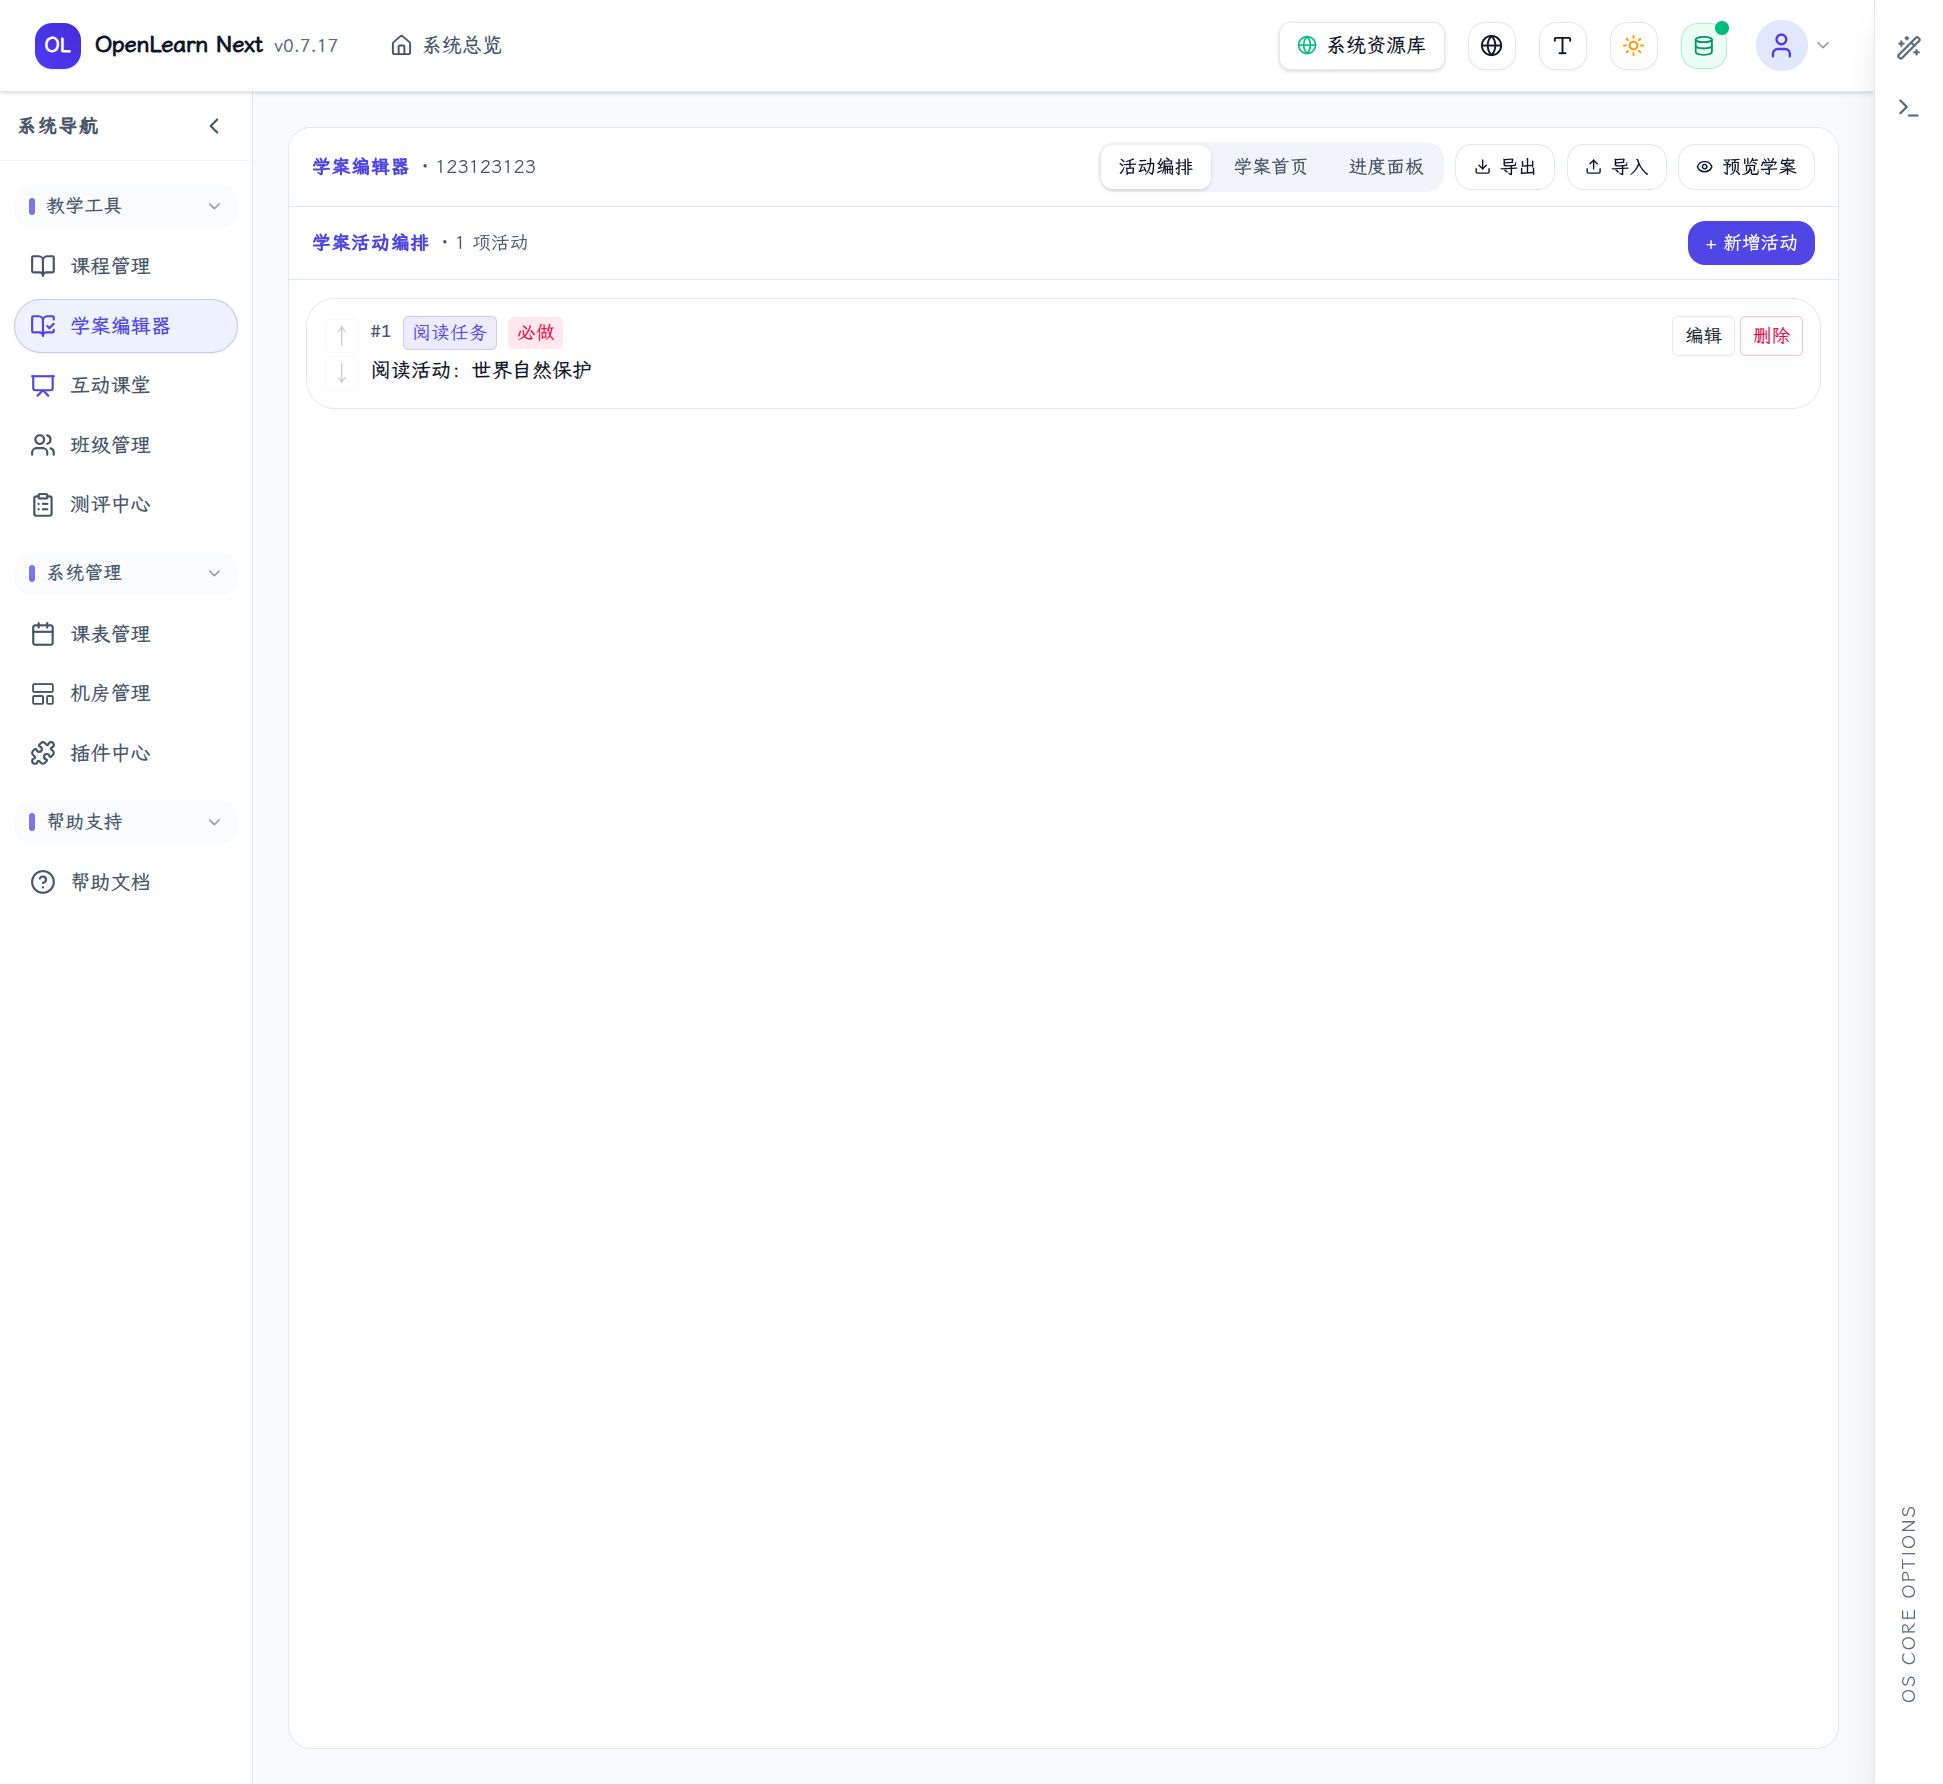 OL OpenLearn Next v0.7.17 系统总览 系统资源库
系统导航
教学工具
课程管理
学案编辑器
互动课堂
班级管理
测评中心
系统管理
课表管理
机房管理
插件中心
帮助支持
帮助文档
学案编辑器 · 123123123 活动编排 学案首页 进度面板 导出 导入 预览学案
学案活动编排 · 1 项活动 + 新增活动
↑ #1 阅读任务 必做 编辑 删除
↓ 阅读活动：世界自然保护
OS CORE OPTIONS